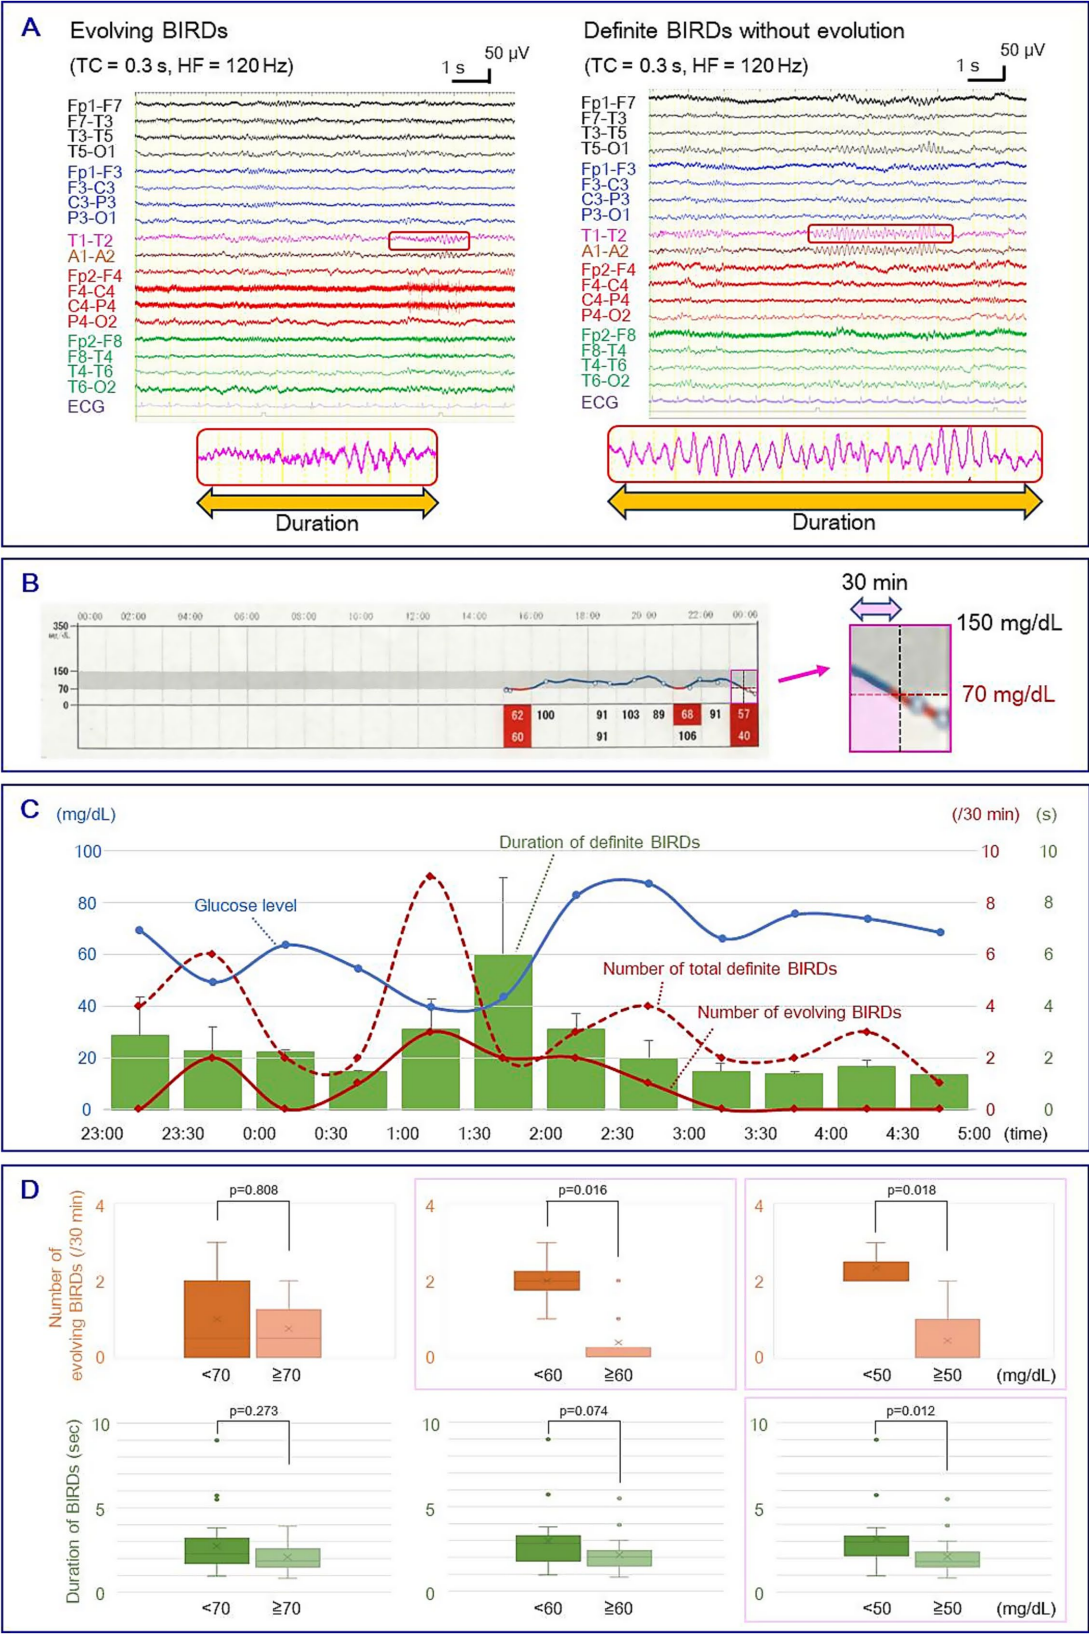 A
Evolving BIRDs
(TC = 0.3 s, HF = 120 Hz)
50 µV
1 s
Fp1-F7
F7-T3
T3-T5
T5-O1
Fp1-F3
F3-C3
C3-P3
P3-O1
T1-T2
A1-A2
Fp2-F4
F4-C4
C4-P4
P4-O2
Fp2-F8
F8-T4
T4-T6
T6-O2
ECG
Duration
Definite BIRDs without evolution
(TC = 0.3 s, HF = 120 Hz)
50 µV
1 s
Fp1-F7
F7-T3
T3-T5
T5-O1
Fp1-F3
F3-C3
C3-P3
P3-O1
T1-T2
A1-A2
Fp2-F4
F4-C4
C4-P4
P4-O2
Fp2-F8
F8-T4
T4-T6
T6-O2
ECG
Duration
B
00:00 02:00 04:00 06:00 08:00 10:00 12:00 14:00 16:00 18:00 20:00 22:00 00:00
350
mg/dL
150
70
0
62 100 91 103 89 68 91 57
60 91 106 40
30 min
150 mg/dL
70 mg/dL
C
(mg/dL) (/30 min) (s)
Duration of definite BIRDs
100 10 10
80 8 8
Glucose level
60 6 6
Number of total definite BIRDs
40 4 4
Number of evolving BIRDs
20 2 2
0 0 0
23:00 23:30 0:00 0:30 1:00 1:30 2:00 2:30 3:00 3:30 4:00 4:30 5:00 (time)
D
Number of
evolving BIRDs (/30 min)
p=0.808
4
2
0
<70 ≧70
p=0.016
4
2
0
<60 ≧60
p=0.018
4
2
0
<50 ≧50 (mg/dL)
Duration of BIRDs (sec)
p=0.273
10
5
0
<70 ≧70
p=0.074
10
5
0
<60 ≧60
p=0.012
10
5
0
<50 ≧50 (mg/dL)